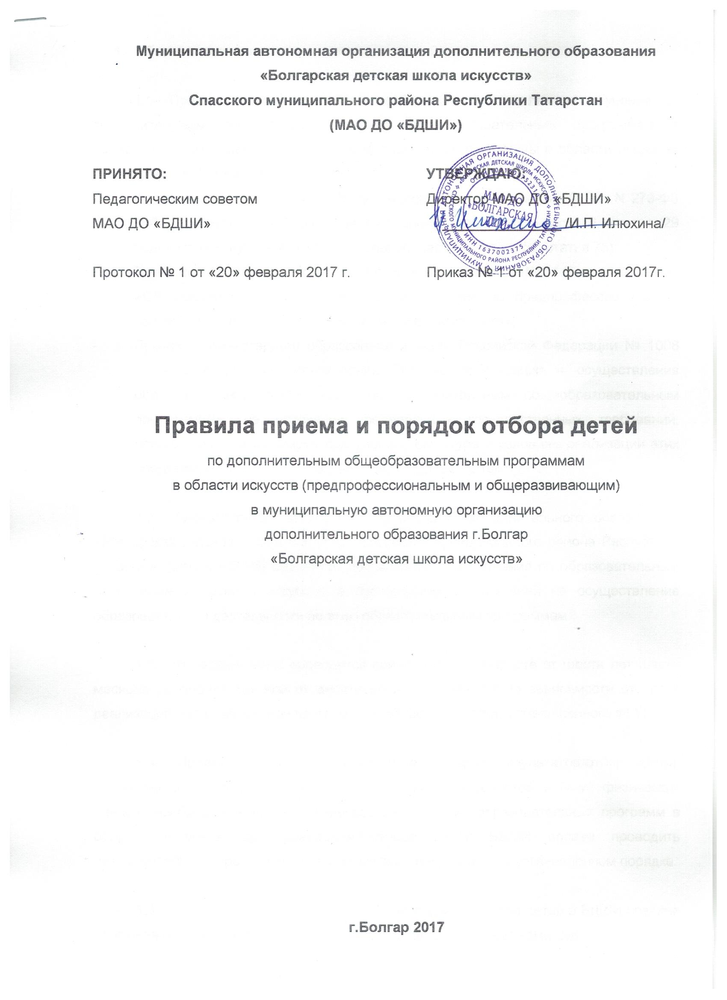 Муниципальная автономная организация дополнительного образования
«Болгарская детская школа искусств»
Спасского муниципального района Республики Татарстан
(МАО ДО «БДШИ»)
ПРИНЯТО:
Педагогическим советом
МАО ДО «БДШИ»
Протокол № 1 от «20» февраля 2017 г.
УТВЕРЖДАЮ:
Директор МАО ДО «БДШИ»
/И.П. Илюхина/
Приказ № 1 от «20» февраля 2017г.
МУНИЦИПАЛЬНАЯ АВТОНОМНАЯ ОРГАНИЗАЦИЯ ДОПОЛНИТЕЛЬНОГО ОБРАЗОВАНИЯ
«БОЛГАРСКАЯ ДЕТСКАЯ ШКОЛА ИСКУССТВ» СПАССКОГО МУНИЦИПАЛЬНОГО РАЙОНА РЕСПУБЛИКИ ТАТАРСТАН
ИНН 1637002375
МАО ДО
«БОЛГАРСКАЯ
ДШИ»
Правила приема и порядок отбора детей
по дополнительным общеобразовательным программам
в области искусств (предпрофессиональным и общеразвивающим)
в муниципальную автономную организацию
дополнительного образования г.Болгар
«Болгарская детская школа искусств»
г.Болгар 2017